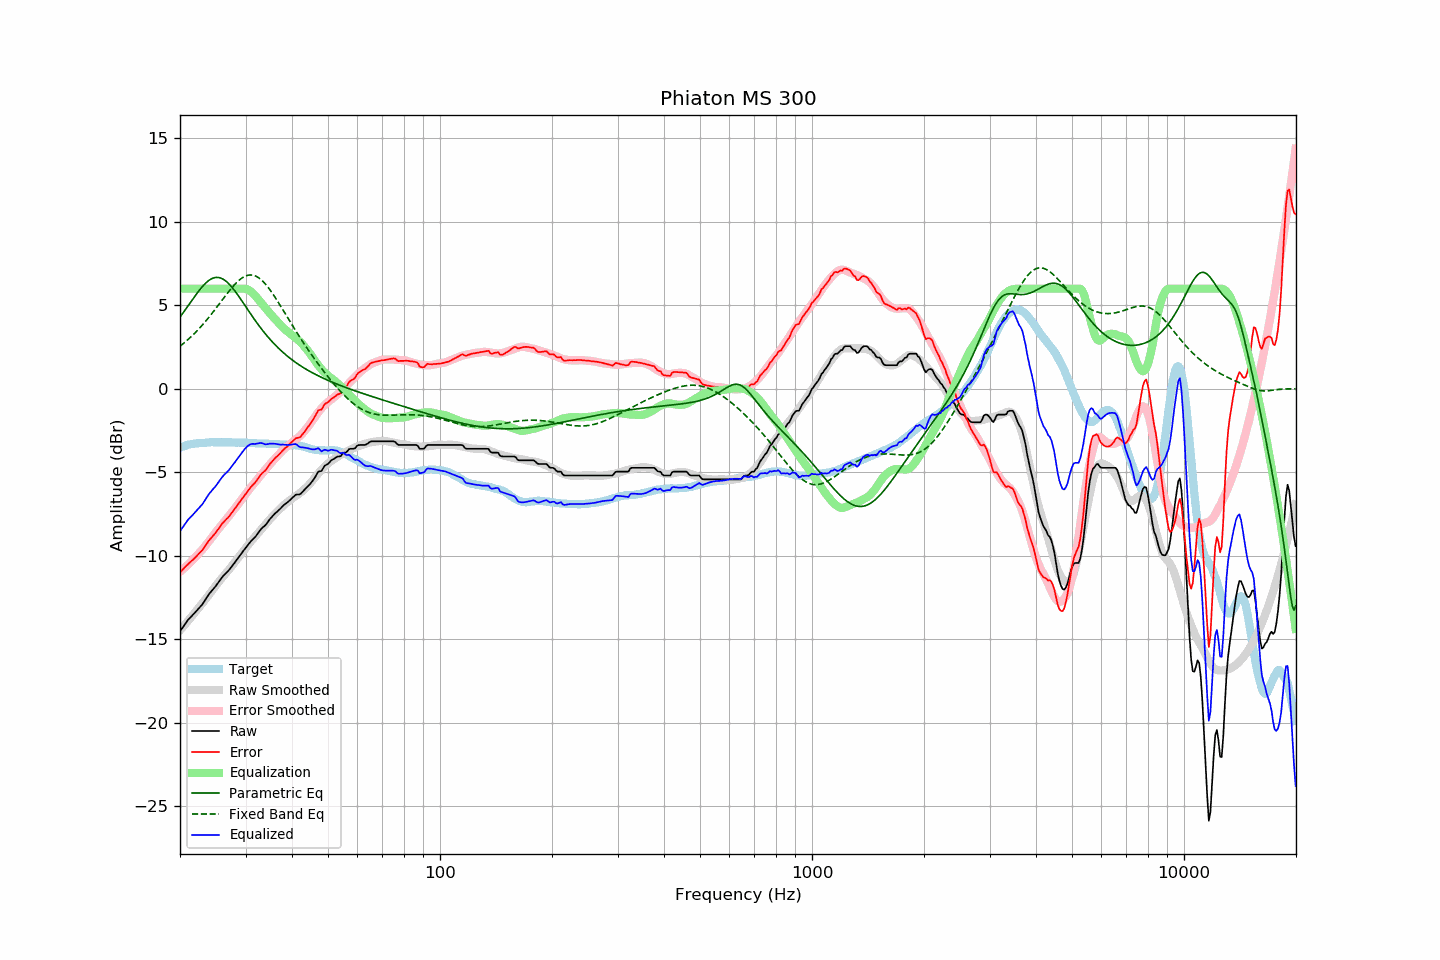 Phiaton MS 300
15
10
5
0
−5
−10
−15
−20
−25
Amplitude (dBr)
Target
Raw Smoothed
Error Smoothed
Raw
Error
Equalization
Parametric Eq
Fixed Band Eq
Equalized
100
1000
10000
Frequency (Hz)